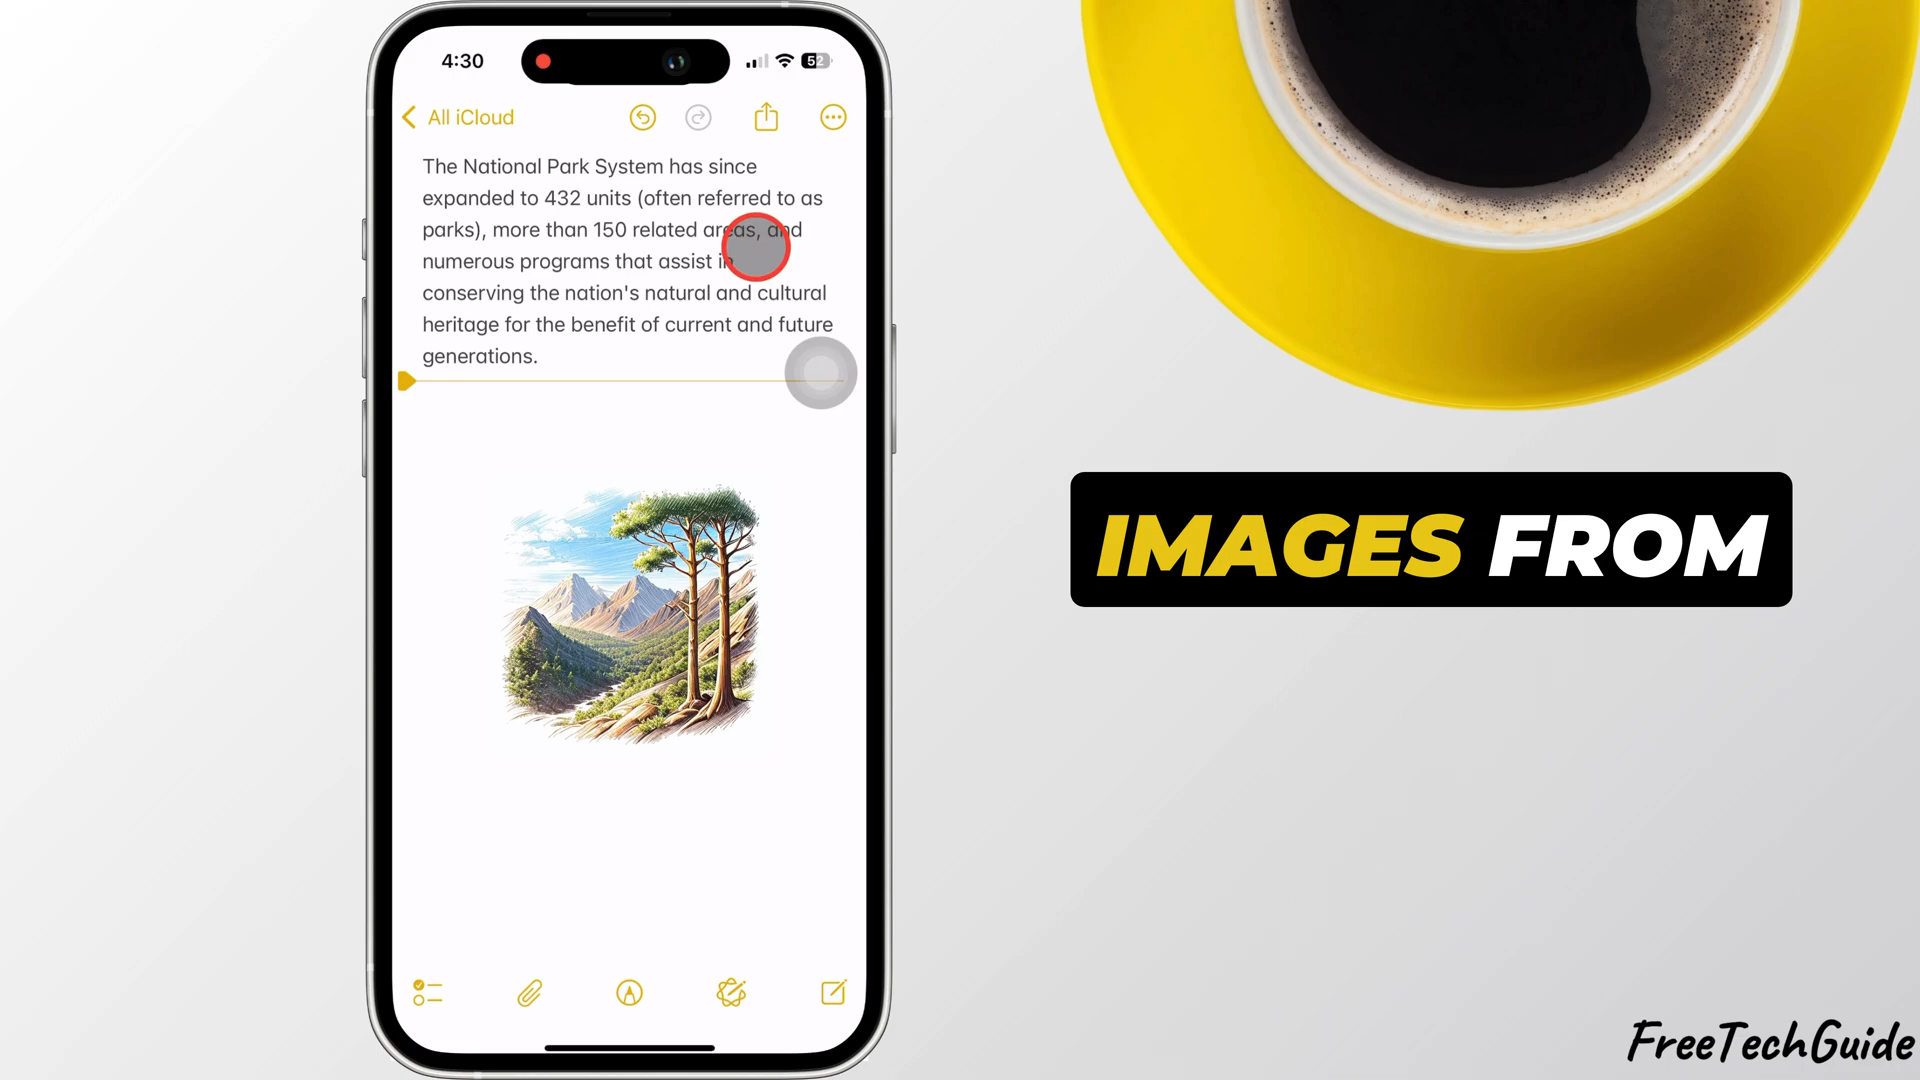 4:30
52
All iCloud
The National Park System has since
expanded to 432 units (often referred to as
parks), more than 150 related areas, and
numerous programs that assist in
conserving the nation's natural and cultural
heritage for the benefit of current and future
generations.
IMAGES FROM
FreeTechGuide